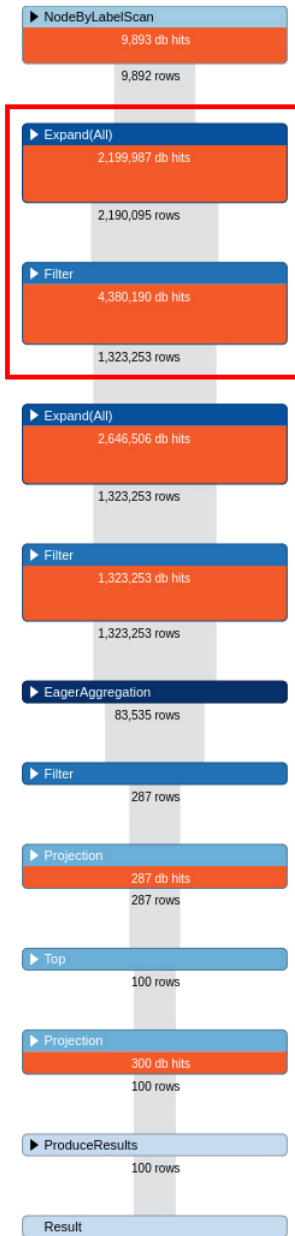 NodeByLabelScan
9,893 db hits
9,892 rows
Expand(All)
2,199,987 db hits
2,190,095 rows
Filter
4,380,190 db hits
1,323,253 rows
Expand(All)
2,646,506 db hits
1,323,253 rows
Filter
1,323,253 db hits
1,323,253 rows
EagerAggregation
83,535 rows
Filter
287 rows
Projection
287 db hits
287 rows
Top
100 rows
Projection
300 db hits
100 rows
ProduceResults
100 rows
Result